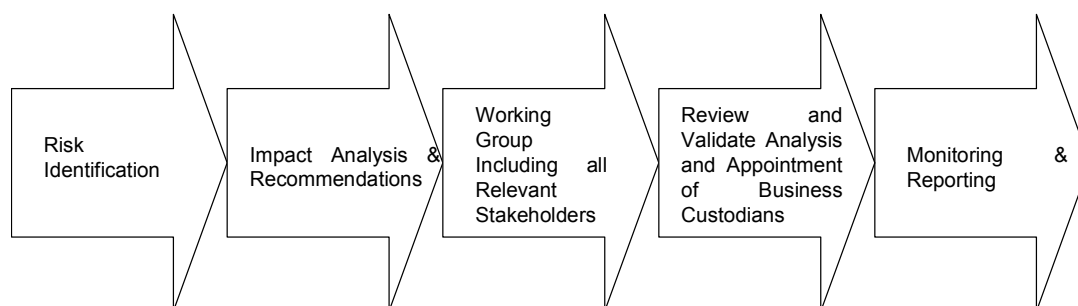 Risk
Identification
Impact Analysis &
Recommendations
Working
Group
Including all
Relevant
Stakeholders
Review and
Validate Analysis
and Appointment
of Business
Custodians
Monitoring &
Reporting